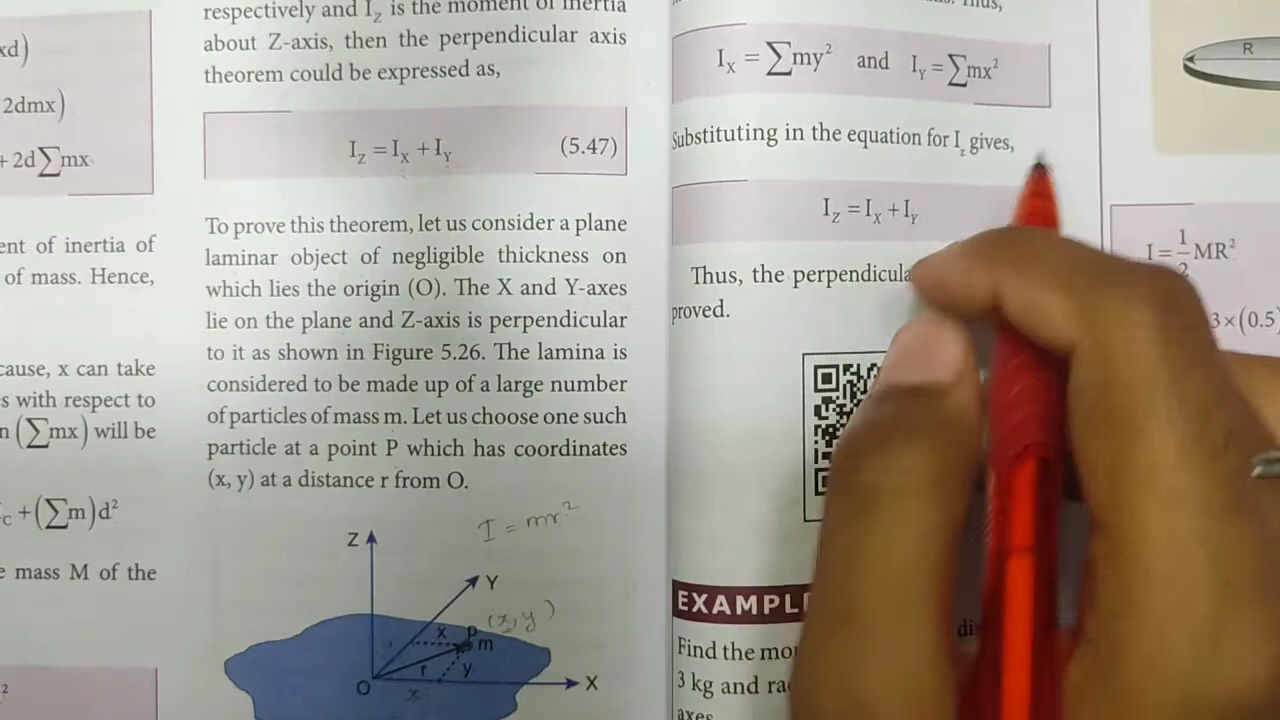 xd)
2dmx)
+ 2d∑mx
ent of inertia of
of mass. Hence,
cause, x can take
s with respect to
n (∑mx) will be
C + (∑m)d²
e mass M of the
2
respectively and I_Z is the moment of inertia
about Z-axis, then the perpendicular axis
theorem could be expressed as,
I_Z = I_X + I_Y (5.47)
To prove this theorem, let us consider a plane
laminar object of negligible thickness on
which lies the origin (O). The X and Y-axes
lie on the plane and Z-axis is perpendicular
to it as shown in Figure 5.26. The lamina is
considered to be made up of a large number
of particles of mass m. Let us choose one such
particle at a point P which has coordinates
(x, y) at a distance r from O.
I = mr²
Z
Y
(x, y)
x P
m
r y
O x X
Thus,
I_X = ∑my² and I_Y = ∑mx²
Substituting in the equation for I_z gives,
I_Z = I_X + I_Y
Thus, the perpendicula
proved.
EXAMPL
Find the mo
di
3 kg and ra
axes
R
I = 1/2 MR²
3 × (0.5)